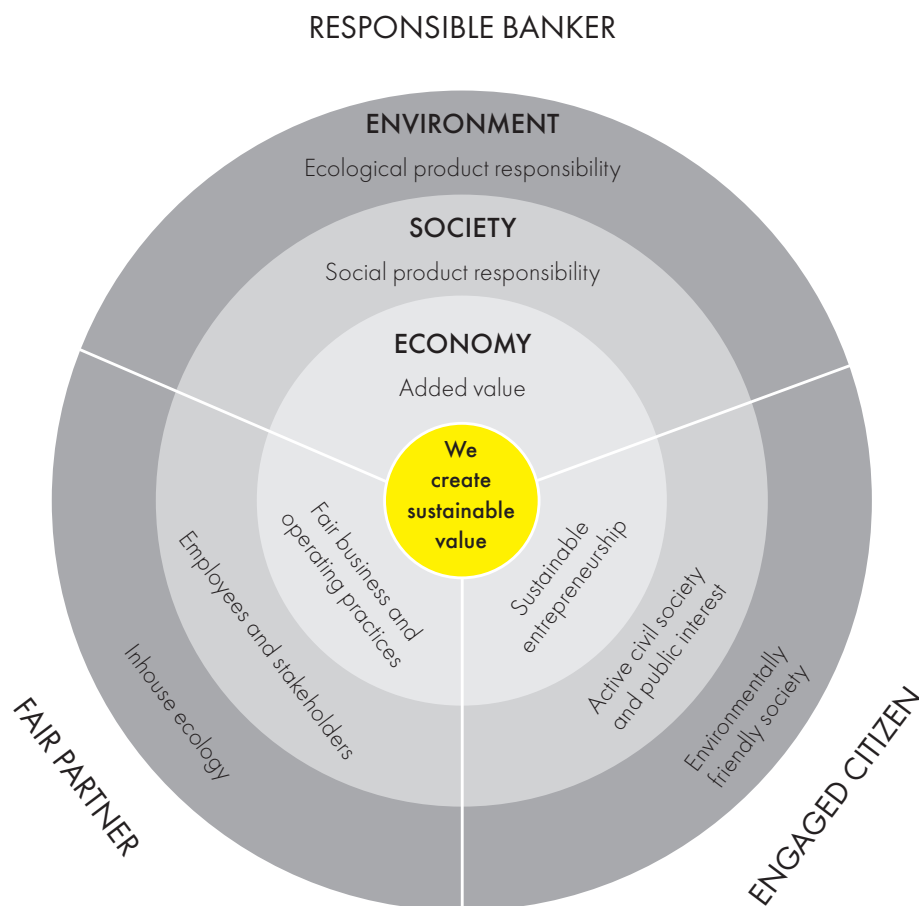 RESPONSIBLE BANKER
ENVIRONMENT
Ecological product responsibility
SOCIETY
Social product responsibility
ECONOMY
Added value
We
create
sustainable
value
Fair business and
operating practices
Employees and stakeholders
Inhouse ecology
FAIR PARTNER
Sustainable
entrepreneurship
Active civil society
and public interest
Environmentally
friendly society
ENGAGED CITIZEN